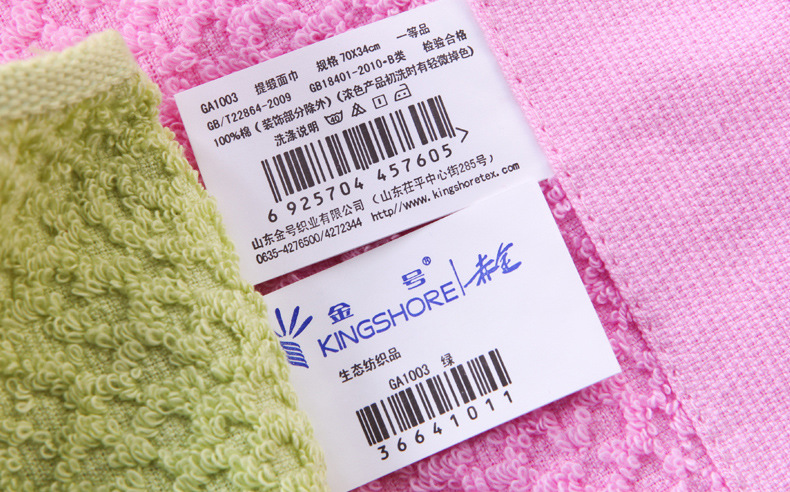 GA1003 提缎面巾 规格 70X34cm 一等品
GB/T22864-2009 GB18401-2010-B类 检验合格
100%棉 (装饰部分除外) (浓色产品初洗时有轻微掉色)
洗涤说明 40
6 925704 457605
山东金号织业有限公司 (山东茌平中心街285号)
0635-4276500/4272344 http//www.kingshoretex.com
金号®
KINGSHORE
生态纺织品
GA1003 绿
36641011